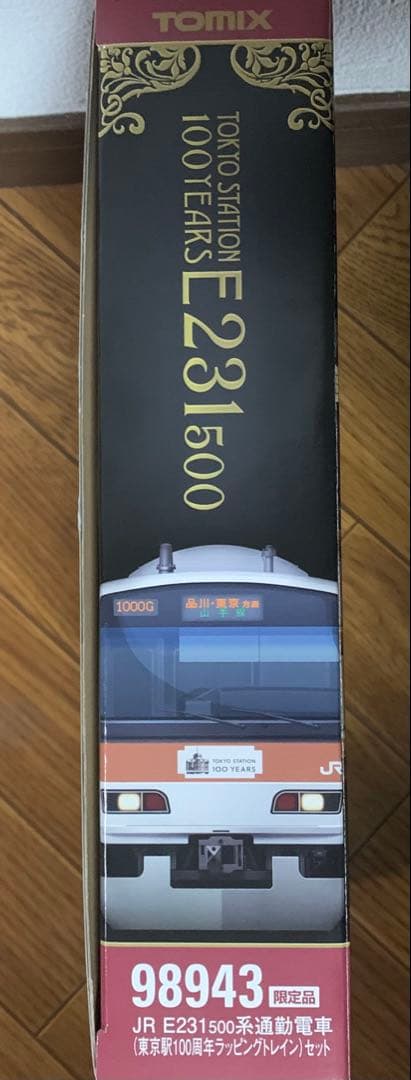 TOMIX
TOKYO STATION
100 YEARS
E231500
1000G
品川・東京方面
山手線
TOKYO STATION
100 YEARS
JR
98943 限定品
JR E231500系通勤電車
(東京駅100周年ラッピングトレイン)セット